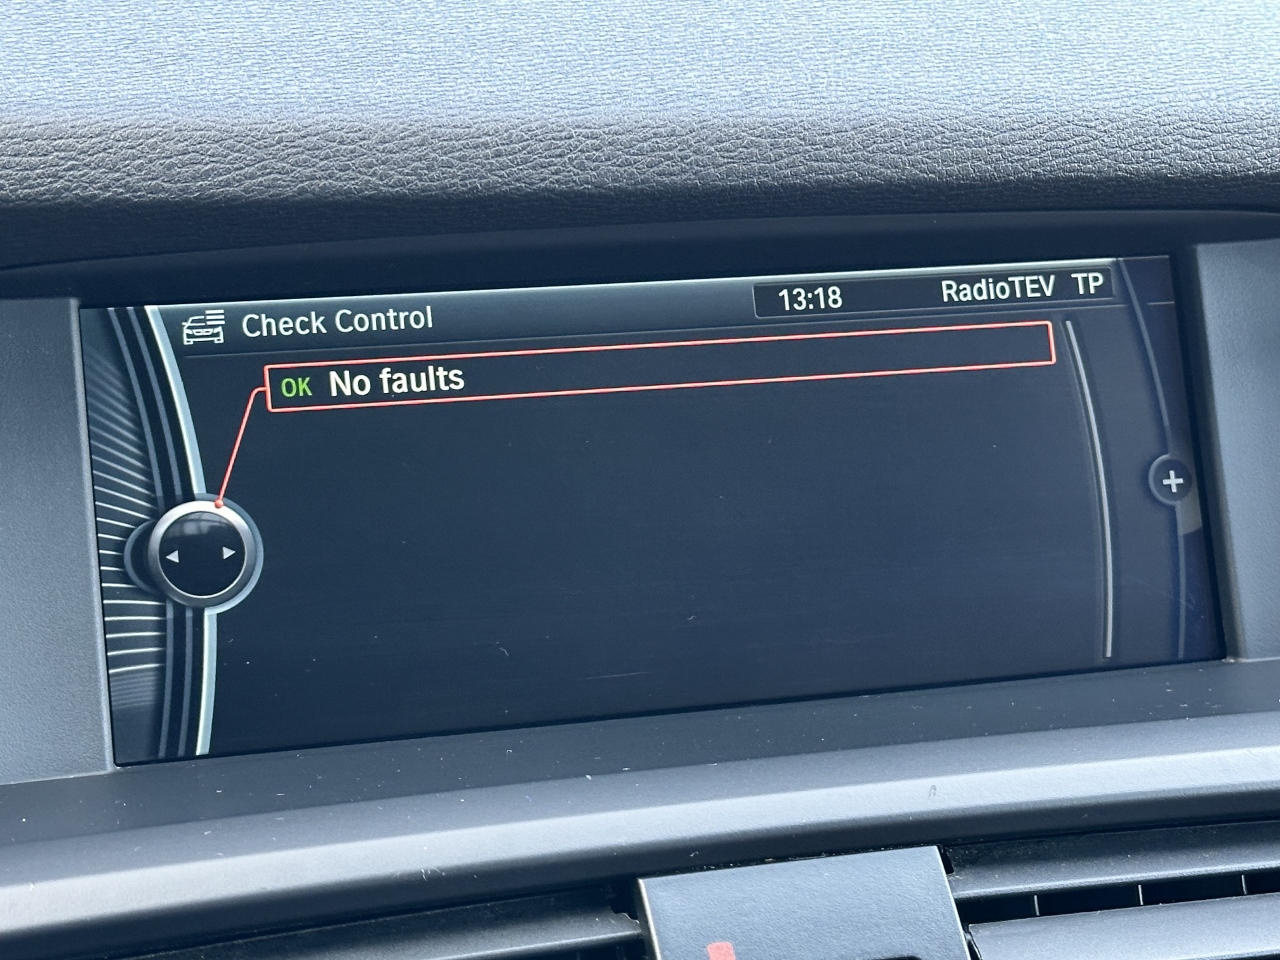 Check Control
13:18 RadioTEV TP
OK No faults